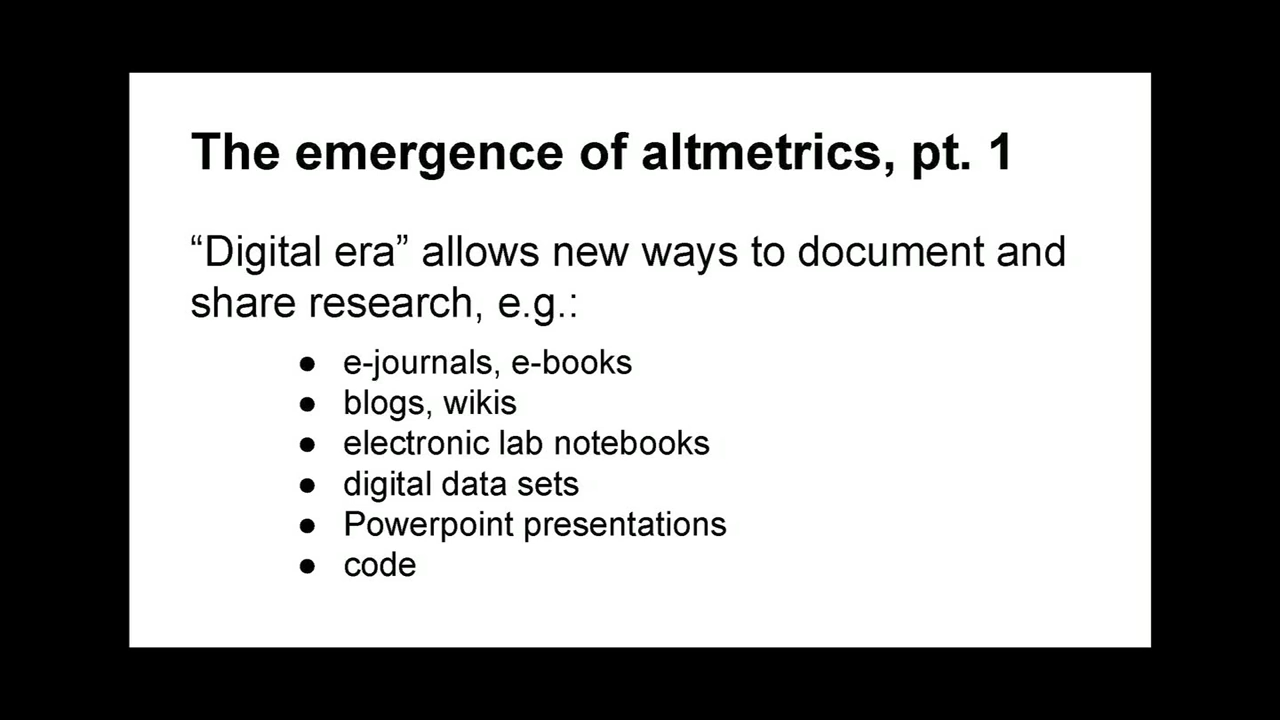 The emergence of altmetrics, pt. 1
“Digital era” allows new ways to document and
share research, e.g.:
● e-journals, e-books
● blogs, wikis
● electronic lab notebooks
● digital data sets
● Powerpoint presentations
● code